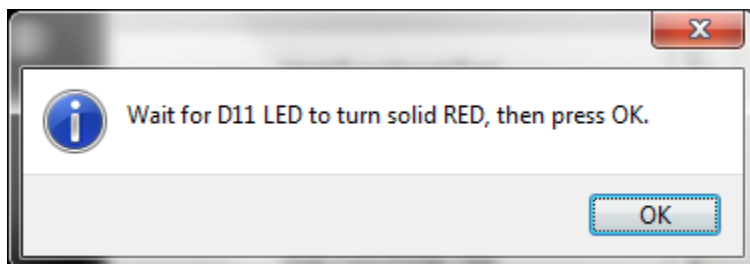 Wait for D11 LED to turn solid RED, then press OK.
OK